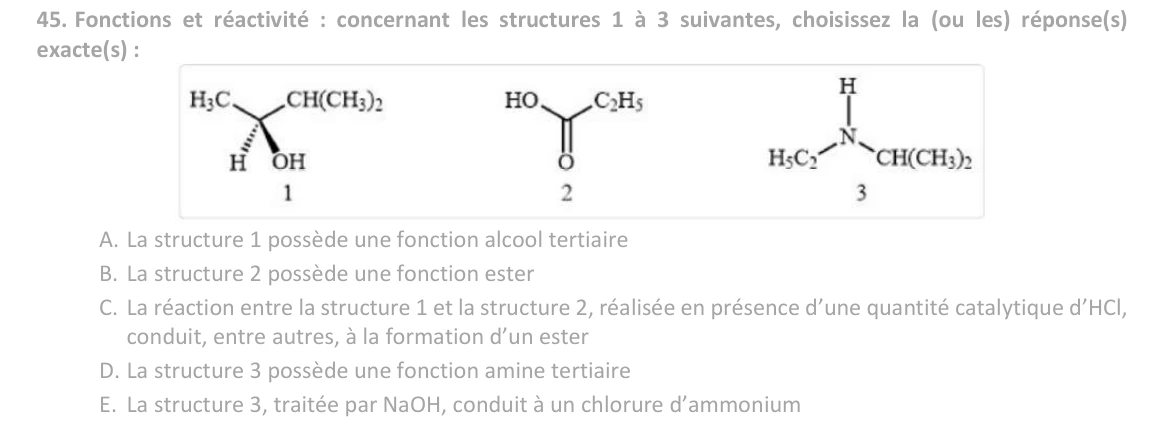 45. Fonctions et réactivité : concernant les structures 1 à 3 suivantes, choisissez la (ou les) réponse(s)
exacte(s) :
H
H₃C CH(CH₃)₂ HO C₂H₅
N
H OH O H₅C₂ CH(CH₃)₂
1 2 3
A. La structure 1 possède une fonction alcool tertiaire
B. La structure 2 possède une fonction ester
C. La réaction entre la structure 1 et la structure 2, réalisée en présence d’une quantité catalytique d’HCl,
conduit, entre autres, à la formation d’un ester
D. La structure 3 possède une fonction amine tertiaire
E. La structure 3, traitée par NaOH, conduit à un chlorure d’ammonium